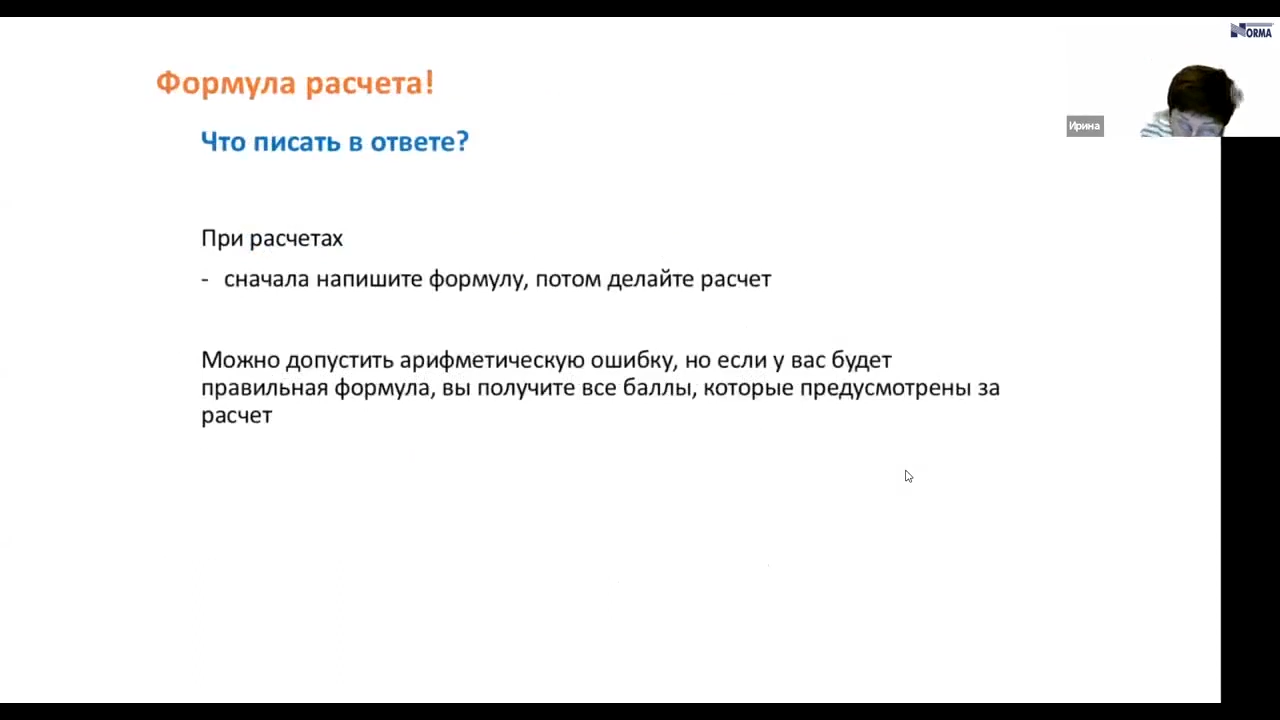 NORMA
Формула расчета!
Ирина
Что писать в ответе?
При расчетах
- сначала напишите формулу, потом делайте расчет
Можно допустить арифметическую ошибку, но если у вас будет
правильная формула, вы получите все баллы, которые предусмотрены за
расчет